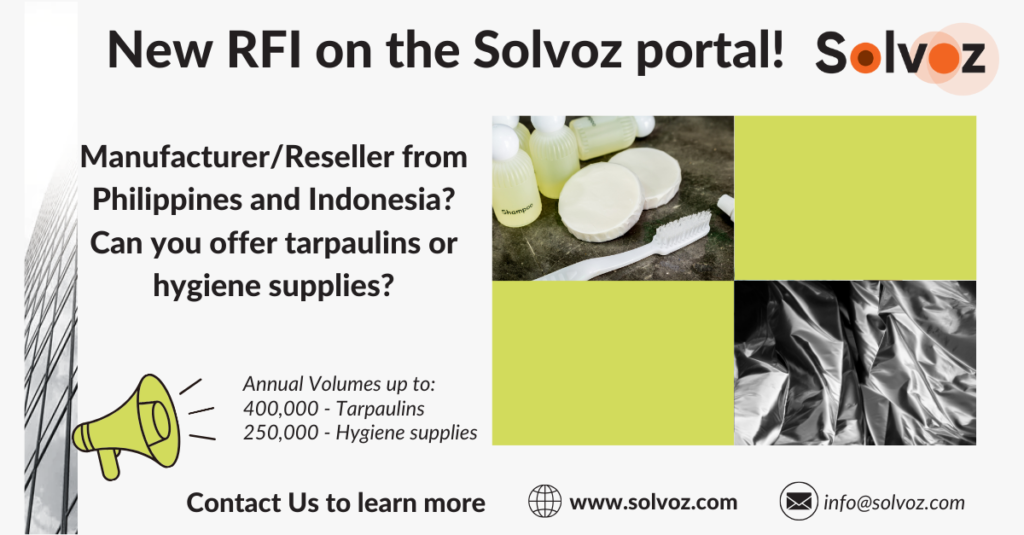 New RFI on the Solvoz portal!
Solvoz
Manufacturer/Reseller from
Philippines and Indonesia?
Can you offer tarpaulins or
hygiene supplies?
Shampoo
Annual Volumes up to:
400,000 - Tarpaulins
250,000 - Hygiene supplies
Contact Us to learn more
www.solvoz.com
info@solvoz.com